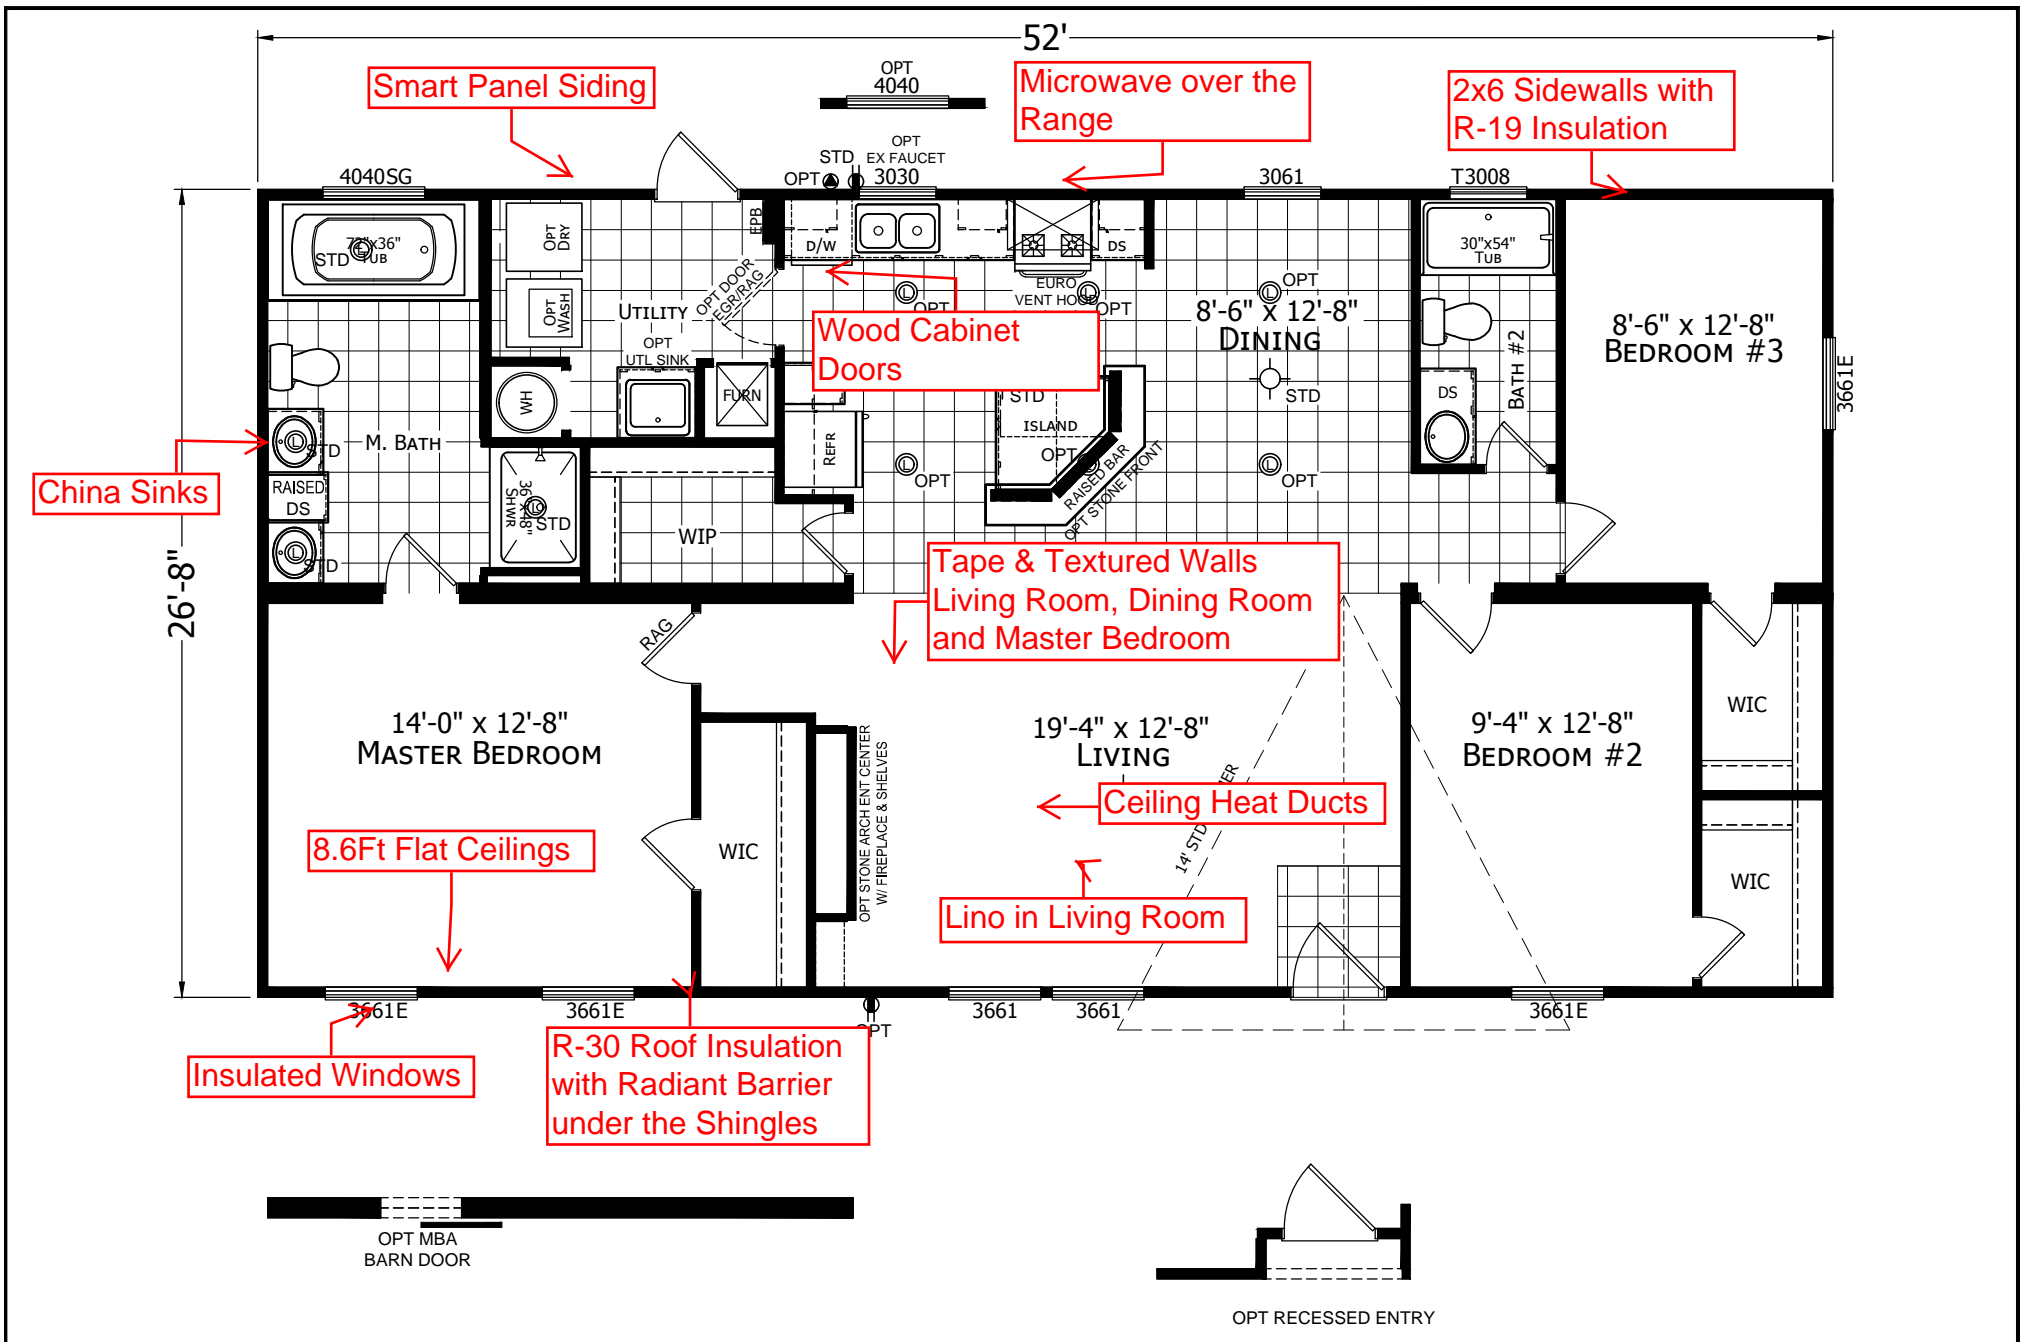 52'
OPT
4040
Smart Panel Siding
Microwave over the
Range
2x6 Sidewalls with
R-19 Insulation
4040SG
OPT
STD
OPT
EX FAUCET
3030
3061
T3008
72"x36"
TUB
STD
OPT
DRY
OPT
WASH
EPB
D/W
DS
30"x54"
TUB
UTILITY
OPT DOOR
EGR/RAG
OPT
UTL SINK
OPT
EURO
VENT HOOD
OPT
OPT
8'-6" x 12'-8"
DINING
8'-6" x 12'-8"
BEDROOM #3
Wood Cabinet
Doors
WH
FURN
STD
ISLAND
STD
DS
BATH #2
3661E
M. BATH
STD
REFR
OPT
OPT
OPT
RAISED BAR
OPT STONE FRONT
China Sinks
RAISED
DS
36"x48"
SHWR
STD
STD
WIP
26'-8"
Tape & Textured Walls
Living Room, Dining Room
and Master Bedroom
RAG
14'-0" x 12'-8"
MASTER BEDROOM
19'-4" x 12'-8"
LIVING
9'-4" x 12'-8"
BEDROOM #2
WIC
OPT STONE ARCH ENT CENTER
W/ FIREPLACE & SHELVES
14' STD
Ceiling Heat Ducts
8.6Ft Flat Ceilings
WIC
WIC
Lino in Living Room
3661E
3661E
OPT
3661
3661
3661E
Insulated Windows
R-30 Roof Insulation
with Radiant Barrier
under the Shingles
OPT MBA
BARN DOOR
OPT RECESSED ENTRY